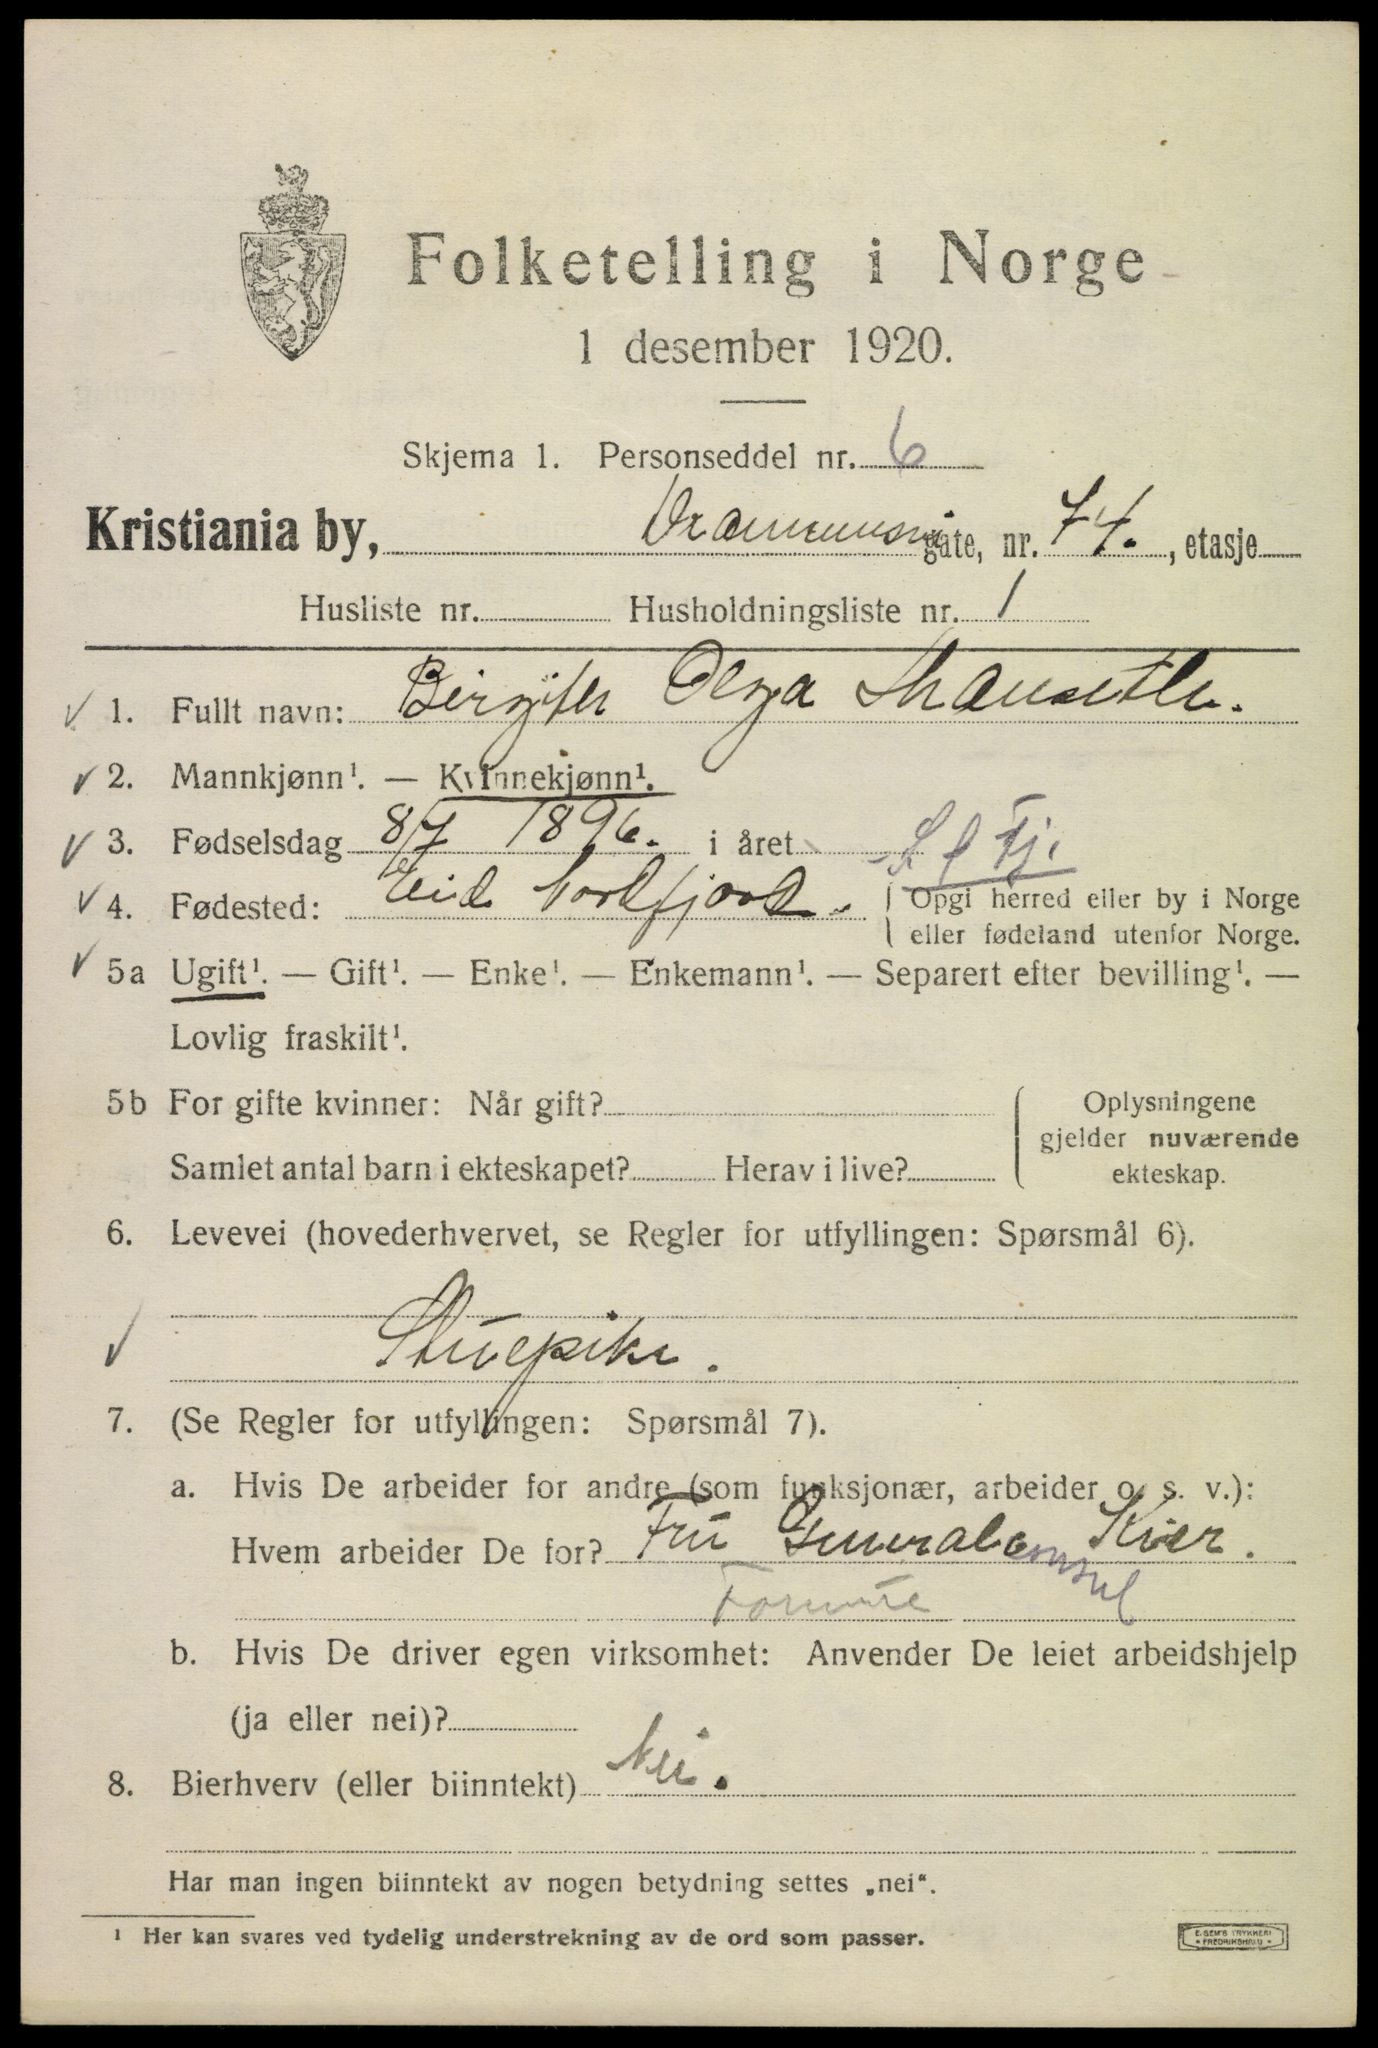 Folketelling i Norge
1 desember 1920.
Skjema 1. Personseddel nr. 6
Kristiania by, gate, nr. 74. , etasje
Husliste nr. Husholdningsliste nr. 1
1. Fullt navn: Olga
2. Mannkjønn¹. — Kvinnekjønn¹.
3. Fødselsdag 8/7 1896. i året S & Fj.
4. Fødested: Eid Nordfjord. Opgi herred eller by i Norge
eller fødeland utenfor Norge.
5a Ugift¹. — Gift¹. — Enke¹. — Enkemann¹. — Separert efter bevilling¹. —
Lovlig fraskilt¹.
5b For gifte kvinner: Når gift? Oplysningene
gjelder nuværende
Samlet antal barn i ekteskapet? Herav i live? ekteskap.
6. Levevei (hovederhvervet, se Regler for utfyllingen: Spørsmål 6).
Stuepike.
7. (Se Regler for utfyllingen: Spørsmål 7).
a. Hvis De arbeider for andre (som funksjonær, arbeider o. s. v.):
Hvem arbeider De for? Fru Generalconsul Kiær.
Formue
b. Hvis De driver egen virksomhet: Anvender De leiet arbeidshjelp
(ja eller nei)?
8. Bierhverv (eller biinntekt) Nei.
Har man ingen biinntekt av nogen betydning settes „nei“.
¹ Her kan svares ved tydelig understrekning av de ord som passer.
E. SEM'S TRYKKERI
• FREDRIKSHALD •